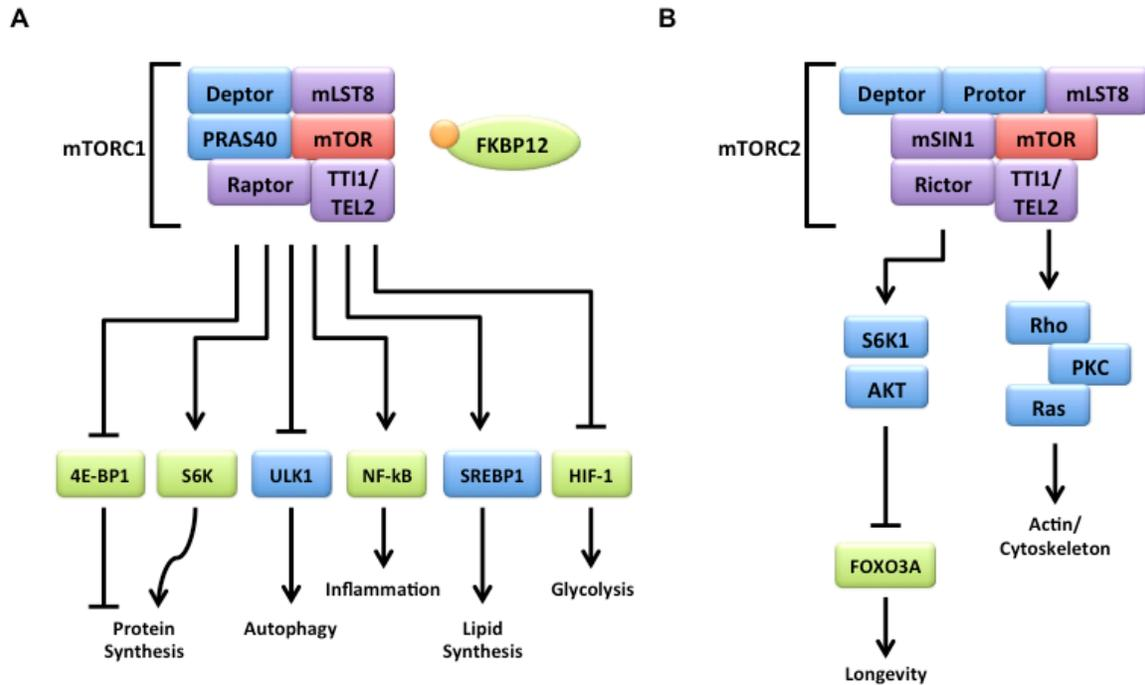 A
mTORC1
Deptor
mLST8
PRAS40
mTOR
Raptor
TTI1/
TEL2
FKBP12
4E-BP1
S6K
ULK1
NF-kB
SREBP1
HIF-1
Protein
Synthesis
Autophagy
Inflammation
Lipid
Synthesis
Glycolysis
B
mTORC2
Deptor
Protor
mLST8
mSIN1
mTOR
Rictor
TTI1/
TEL2
S6K1
AKT
Rho
PKC
Ras
FOXO3A
Actin/
Cytoskeleton
Longevity